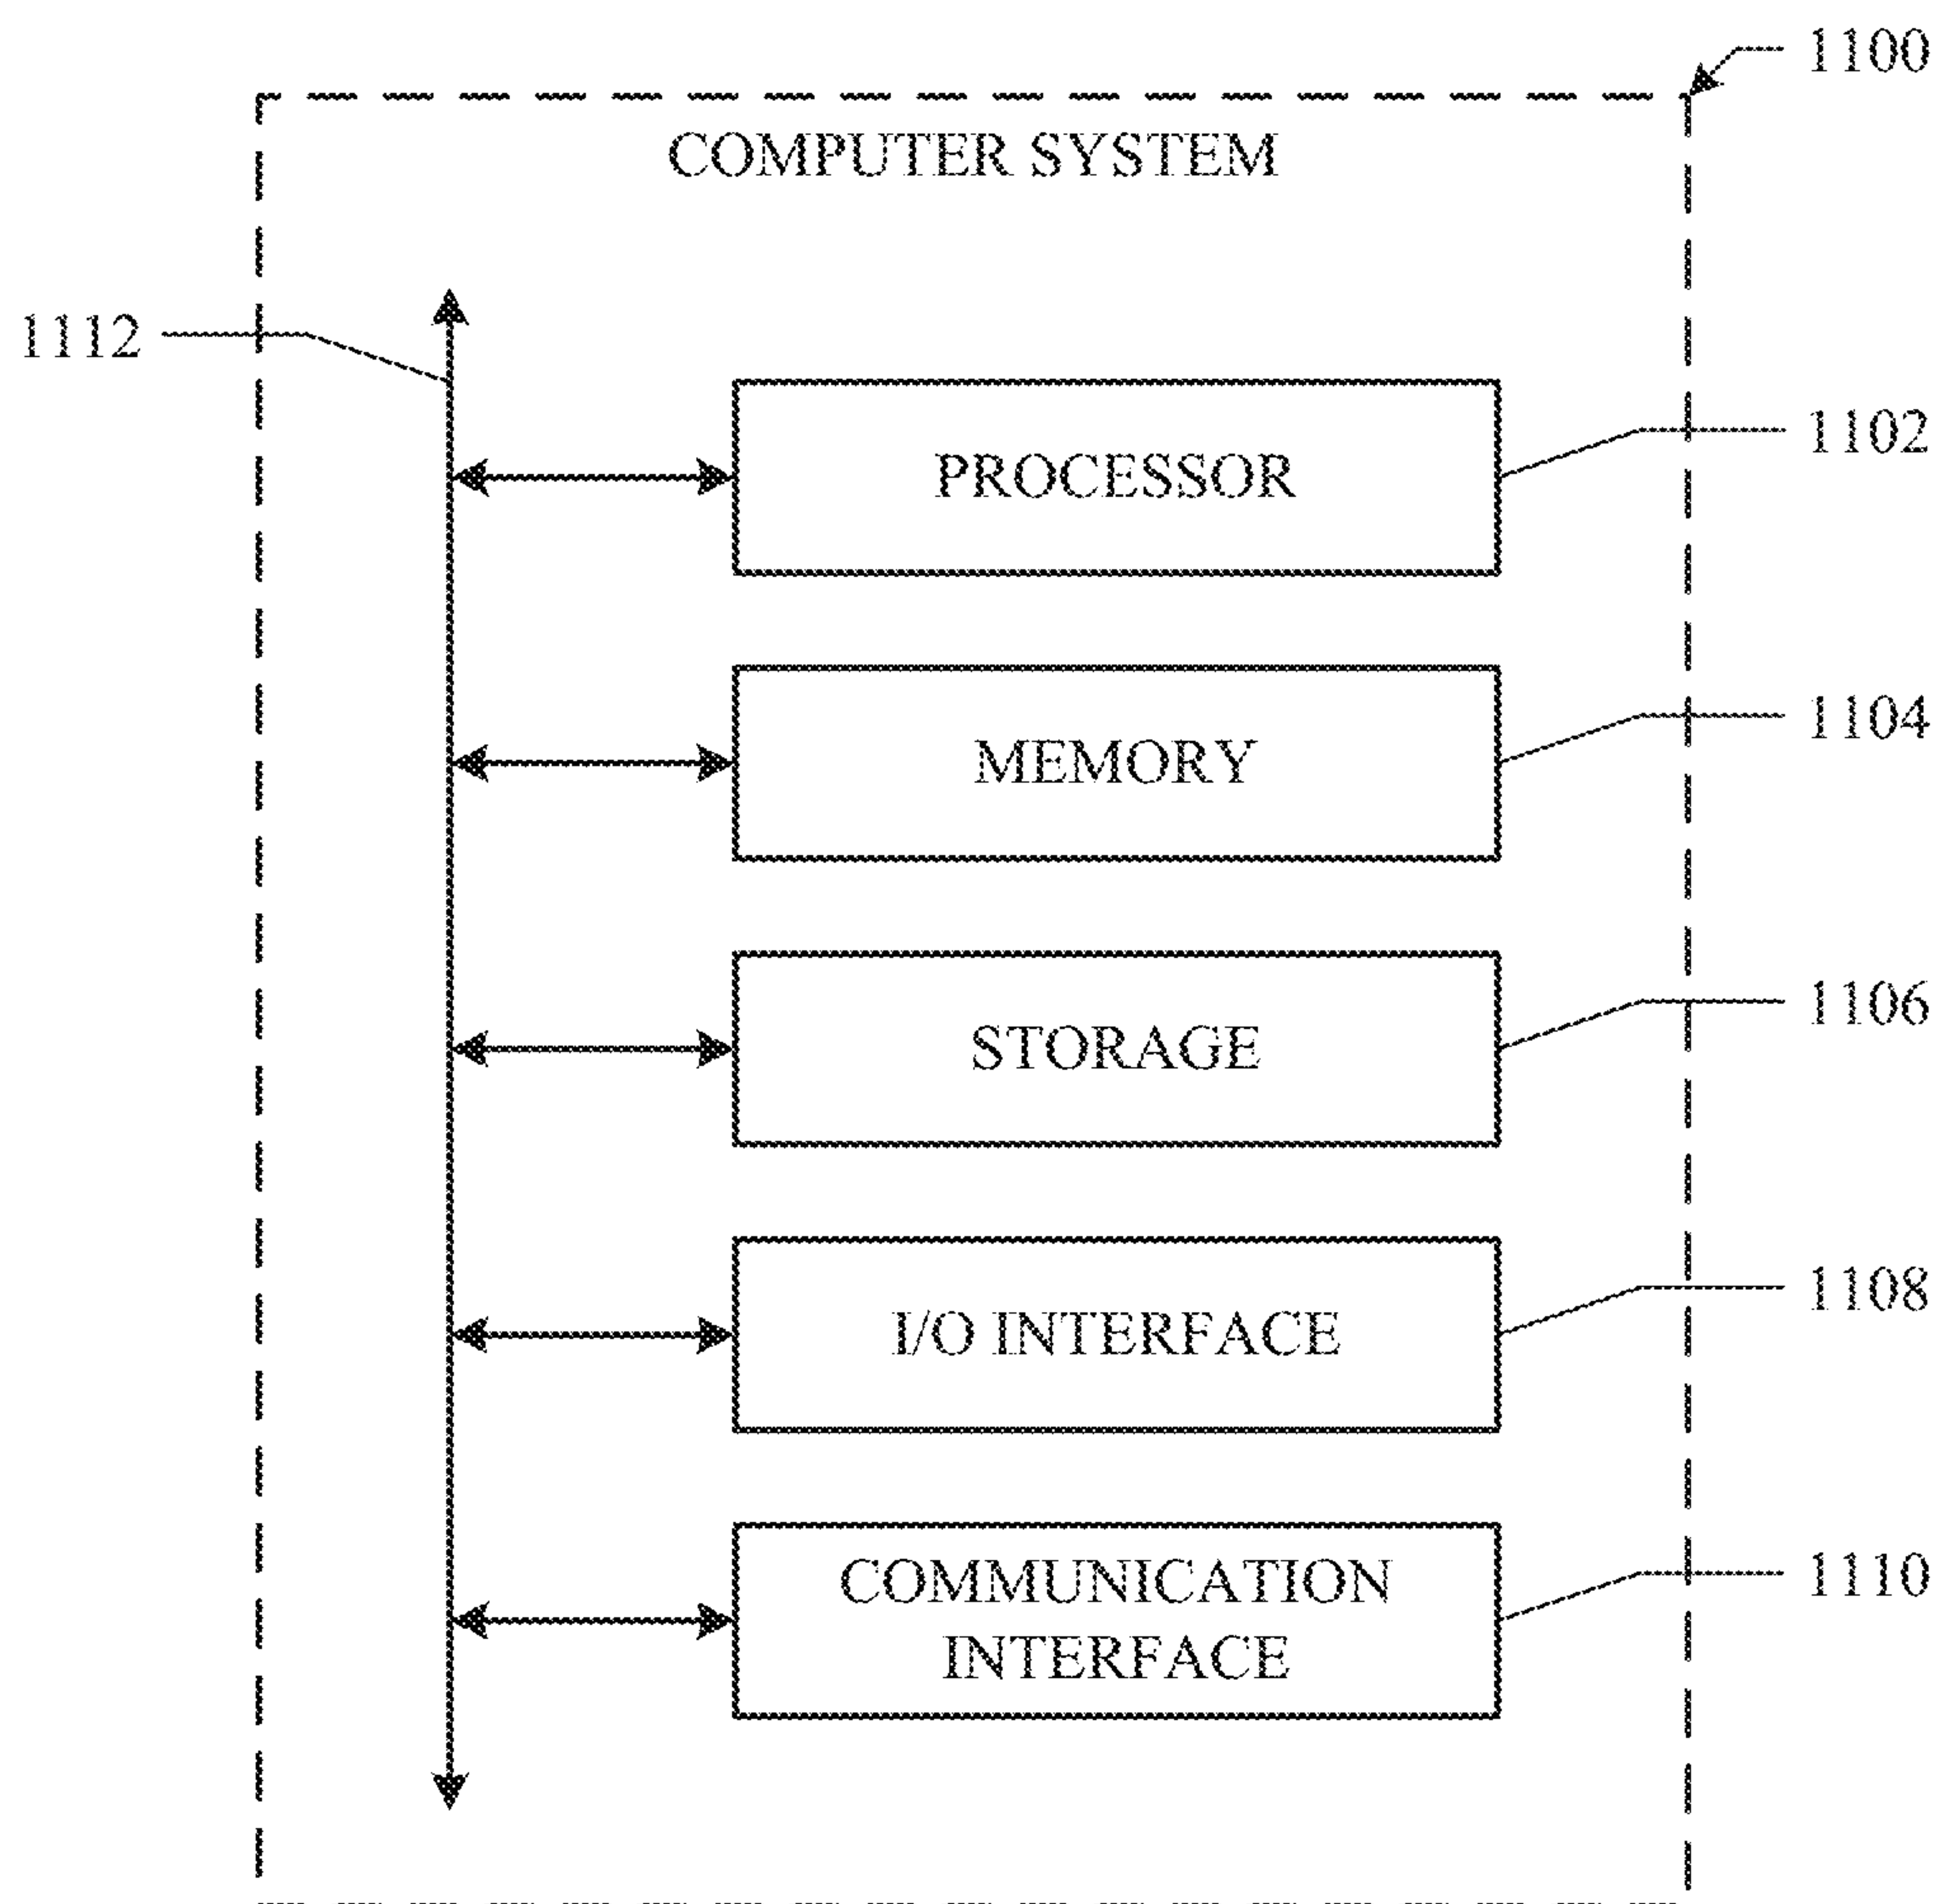 1100
COMPUTER SYSTEM
1112
PROCESSOR
1102
MEMORY
1104
STORAGE
1106
I/O INTERFACE
1108
COMMUNICATION
INTERFACE
1110